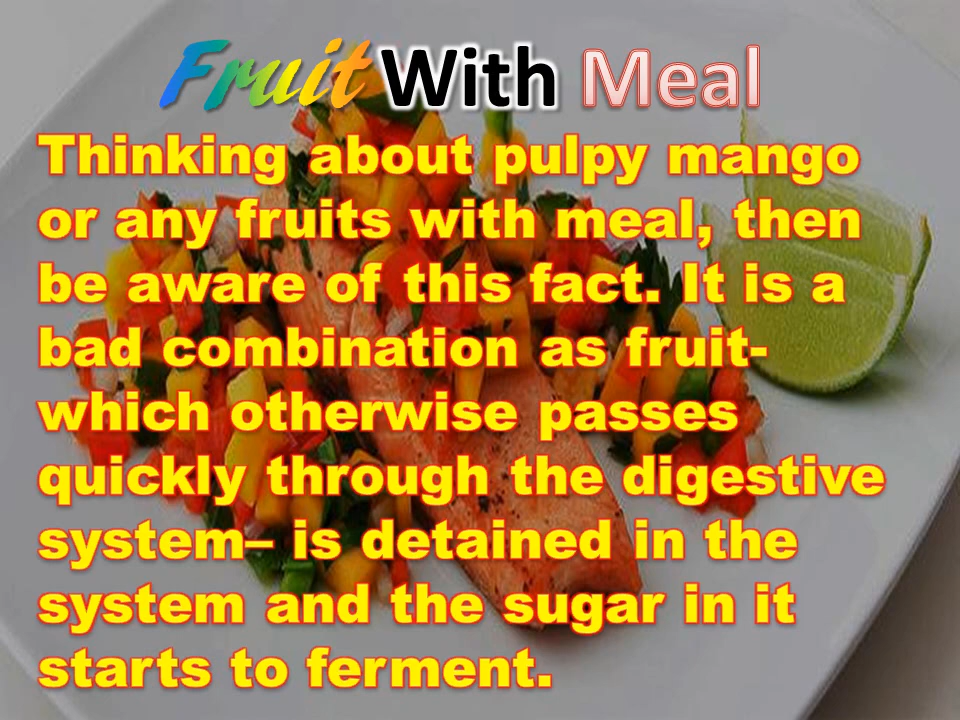 Fruit With Meal
Thinking about pulpy mango
or any fruits with meal, then
be aware of this fact. It is a
bad combination as fruit-
which otherwise passes
quickly through the digestive
system– is detained in the
system and the sugar in it
starts to ferment.